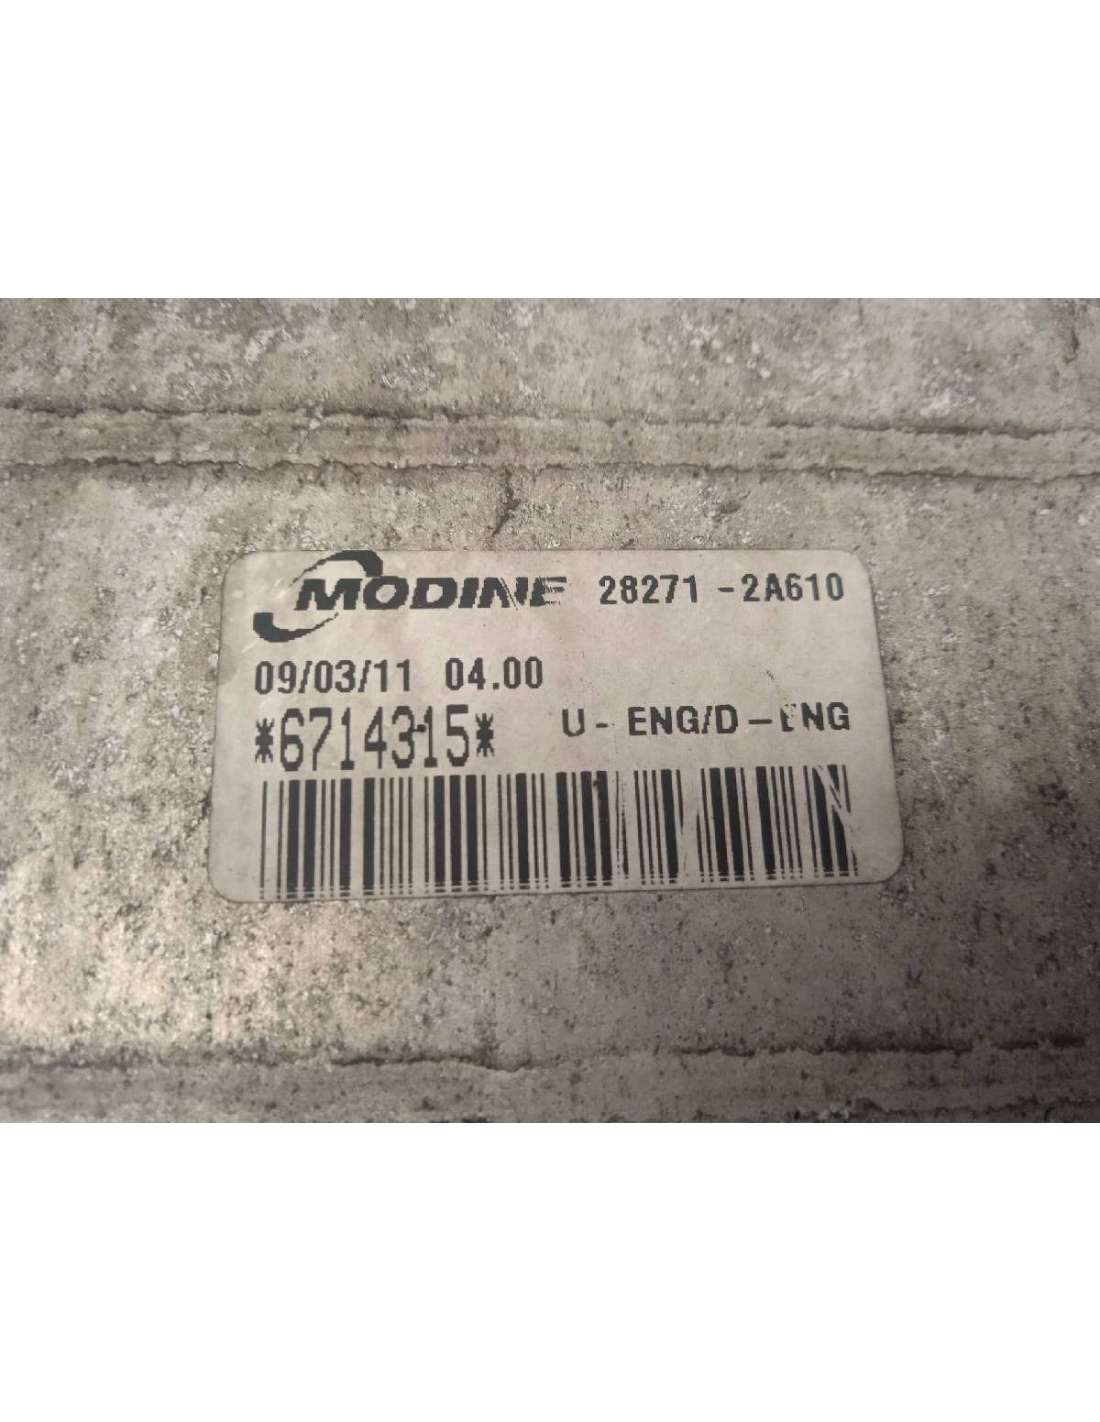 MODINE 28271-2A610
09/03/11 04.00
*6714315* U-ENG/D-ENG